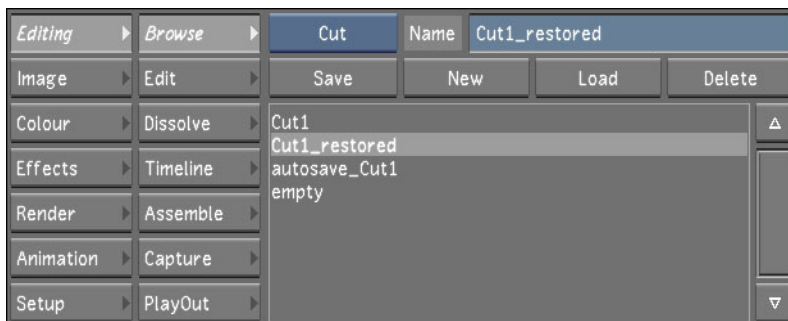 Editing Browse Cut Name Cut1_restored
Image Edit Save New Load Delete
Colour Dissolve Cut1
Cut1_restored
Effects Timeline autosave_Cut1
empty
Render Assemble
Animation Capture
Setup PlayOut